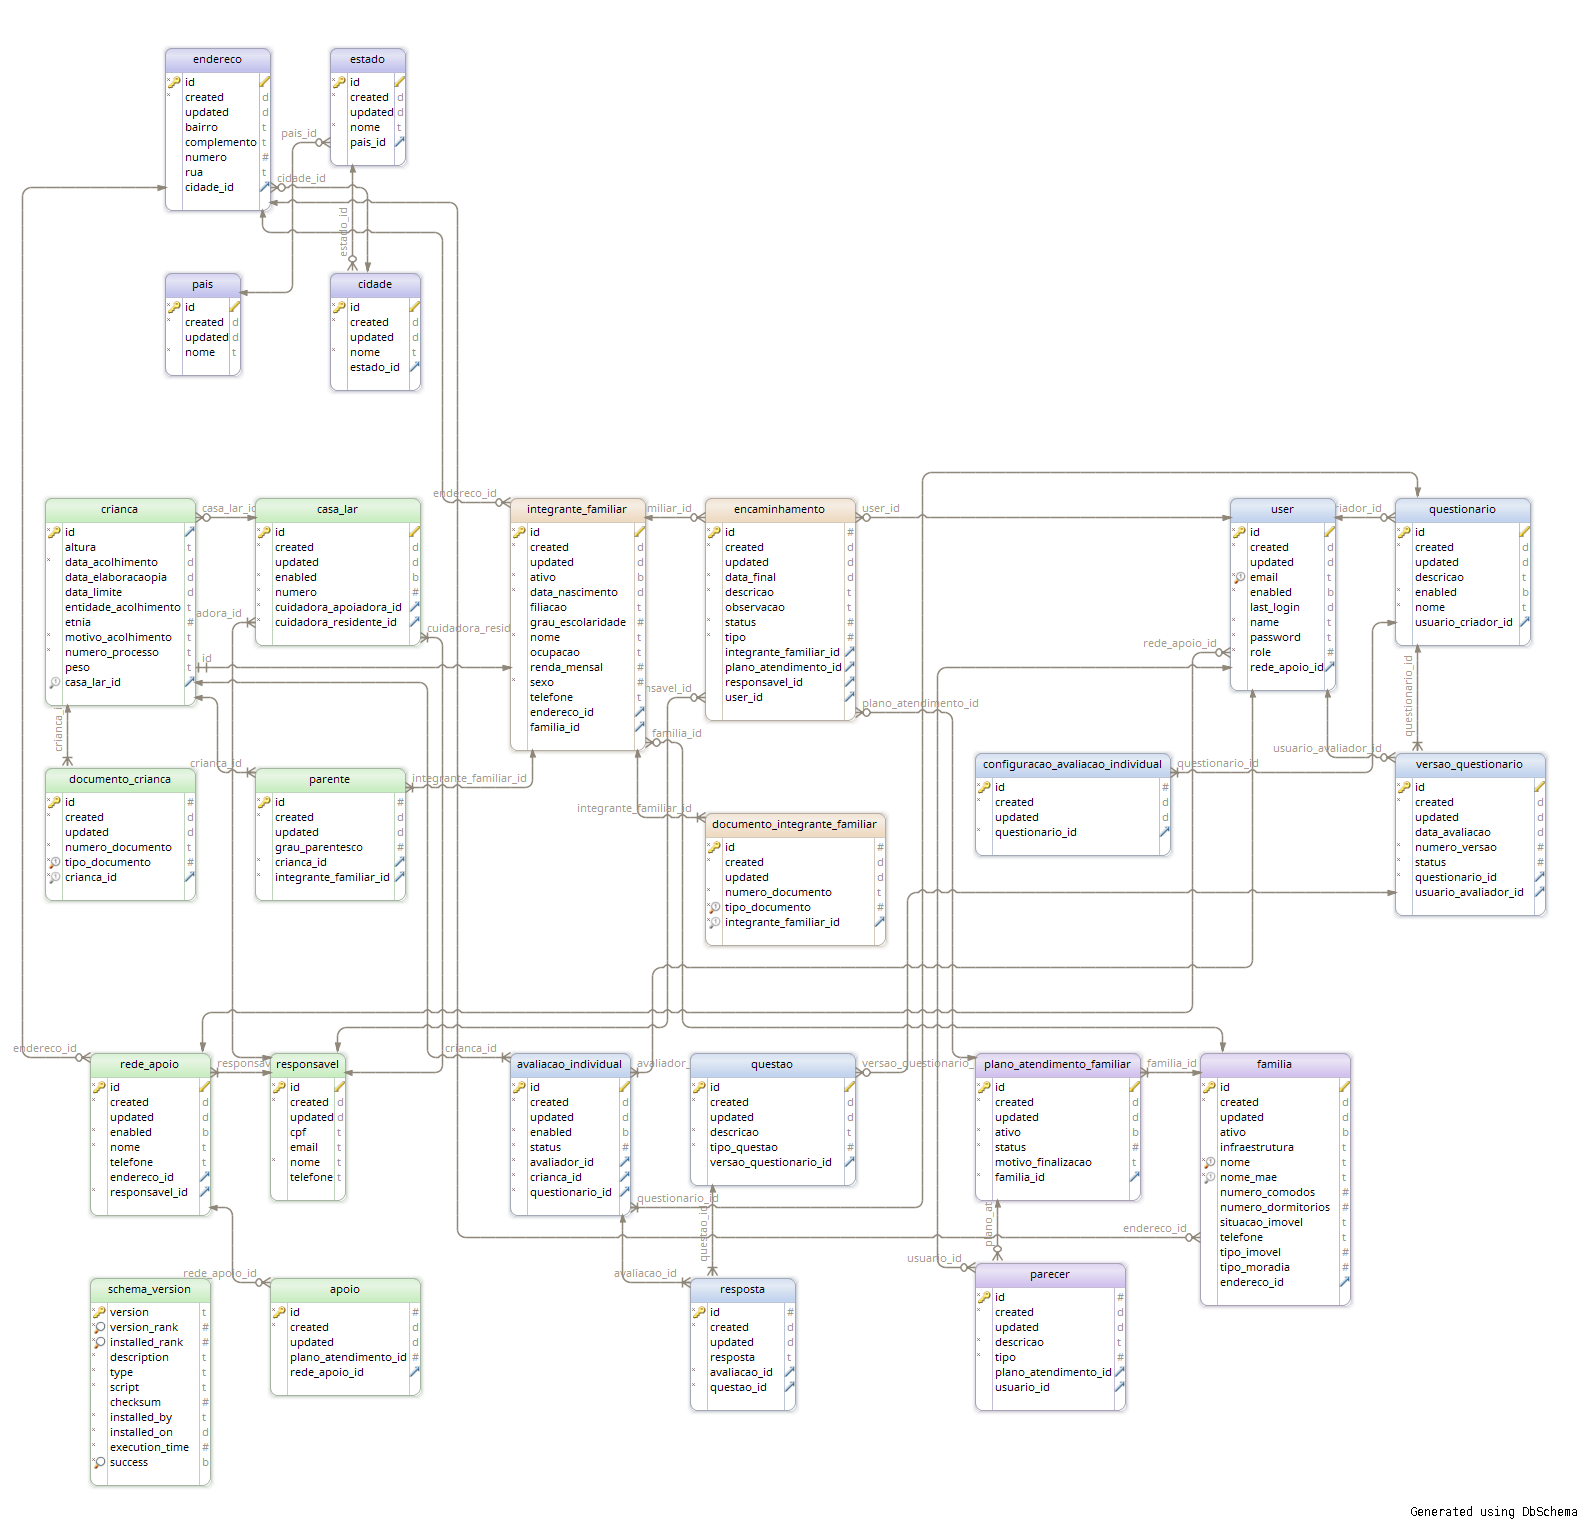 endereco
id
created d
updated d
bairro t
complemento t
numero #
rua t
cidade_id
estado
id
created d
updated d
nome t
pais_id
pais_id
cidade_id
estado_id
pais
id
created d
updated d
nome t
cidade
id
created d
updated d
nome t
estado_id
crianca
id
altura t
data_acolhimento d
data_elaboracaopia d
data_limite d
entidade_acolhimento t
etnia #
motivo_acolhimento t
numero_processo t
peso t
casa_lar_id
casa_lar_id
casa_lar
id
created d
updated d
enabled b
numero #
cuidadora_apoiadora_id
cuidadora_residente_id
adora_id
cuidadora_resid
id
endereco_id
integrante_familiar
id
created d
updated d
ativo b
data_nascimento d
filiacao t
grau_escolaridade #
nome t
ocupacao t
renda_mensal #
sexo #
telefone t
endereco_id
familia_id
miliar_id
encaminhamento
id #
created d
updated d
data_final d
descricao t
observacao t
status #
tipo #
integrante_familiar_id
plano_atendimento_id
responsavel_id
user_id
user_id
nsavel_id
plano_atendimento_id
familia_id
user
id
created d
updated d
email t
enabled b
last_login d
name t
password t
role #
rede_apoio_id
rede_apoio_id
riador_id
questionario
id
created d
updated d
descricao t
enabled b
nome t
usuario_criador_id
questionario_id
usuario_avaliador_id
crianca_i
documento_crianca
id #
created d
updated d
numero_documento t
tipo_documento #
crianca_id
crianca_id
parente
id #
created d
updated d
grau_parentesco #
crianca_id
integrante_familiar_id
integrante_familiar_id
integrante_familiar_id
documento_integrante_familiar
id #
created d
updated d
numero_documento t
tipo_documento #
integrante_familiar_id
configuracao_avaliacao_individual
id #
created d
updated d
questionario_id
questionario_id
versao_questionario
id
created d
updated d
data_avaliacao d
numero_versao #
status #
questionario_id
usuario_avaliador_id
endereco_id
rede_apoio
id
created d
updated d
enabled b
nome t
telefone t
endereco_id
responsavel_id
responsav
responsavel
id
created d
updated d
cpf t
email t
nome t
telefone t
crianca_id
avaliacao_individual
id
created d
updated d
enabled b
status #
avaliador_id
crianca_id
questionario_id
avaliador_
questionario_id
questao
id
created d
updated d
descricao t
tipo_questao #
versao_questionario_id
versao_questionario_
questao_id
plano_atendimento_familiar
id
created d
updated d
ativo b
status #
motivo_finalizacao t
familia_id
familia_id
plano_at
familia
id
created d
updated d
ativo b
infraestrutura t
nome t
nome_mae t
numero_comodos #
numero_dormitorios #
situacao_imovel t
telefone t
tipo_imovel #
tipo_moradia #
endereco_id
endereco_id
usuario_id
rede_apoio_id
avaliacao_id
schema_version
version t
version_rank #
installed_rank #
description t
type t
script t
checksum #
installed_by t
installed_on d
execution_time #
success b
apoio
id #
created d
updated d
plano_atendimento_id #
rede_apoio_id
resposta
id #
created d
updated d
resposta t
avaliacao_id
questao_id
parecer
id #
created d
updated d
descricao t
tipo #
plano_atendimento_id
usuario_id
Generated using DbSchema